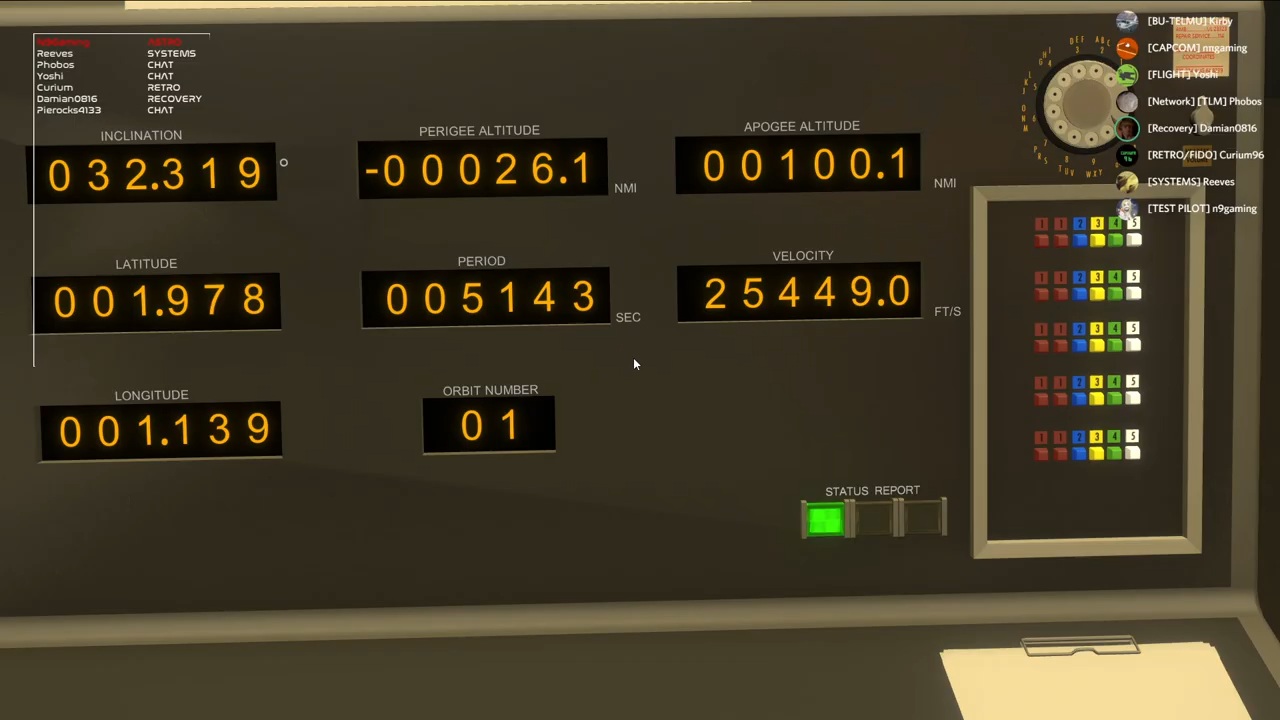 N9Gaming ASTRO
Reeves SYSTEMS
Phobos CHAT
Yoshi CHAT
Curium RETRO
Damian0816 RECOVERY
Pierocks4133 CHAT
INCLINATION
032.319 °
PERIGEE ALTITUDE
-00026.1 NMI
APOGEE ALTITUDE
00100.1 NMI
LATITUDE
001.978
PERIOD
005143 SEC
VELOCITY
25449.0 FT/S
LONGITUDE
001.139
ORBIT NUMBER
01
STATUS REPORT
[BU-TELMU] Kirby
[CAPCOM] nngaming
[FLIGHT] Yoshi
[Network] [TLM] Phobos
[Recovery] Damian0816
[RETRO/FIDO] Curium96
[SYSTEMS] Reeves
[TEST PILOT] n9gaming
COORDINATES
1 1 2 3 4 5
1 1 2 3 4 5
1 1 2 3 4 5
1 1 2 3 4 5
1 1 2 3 4 5